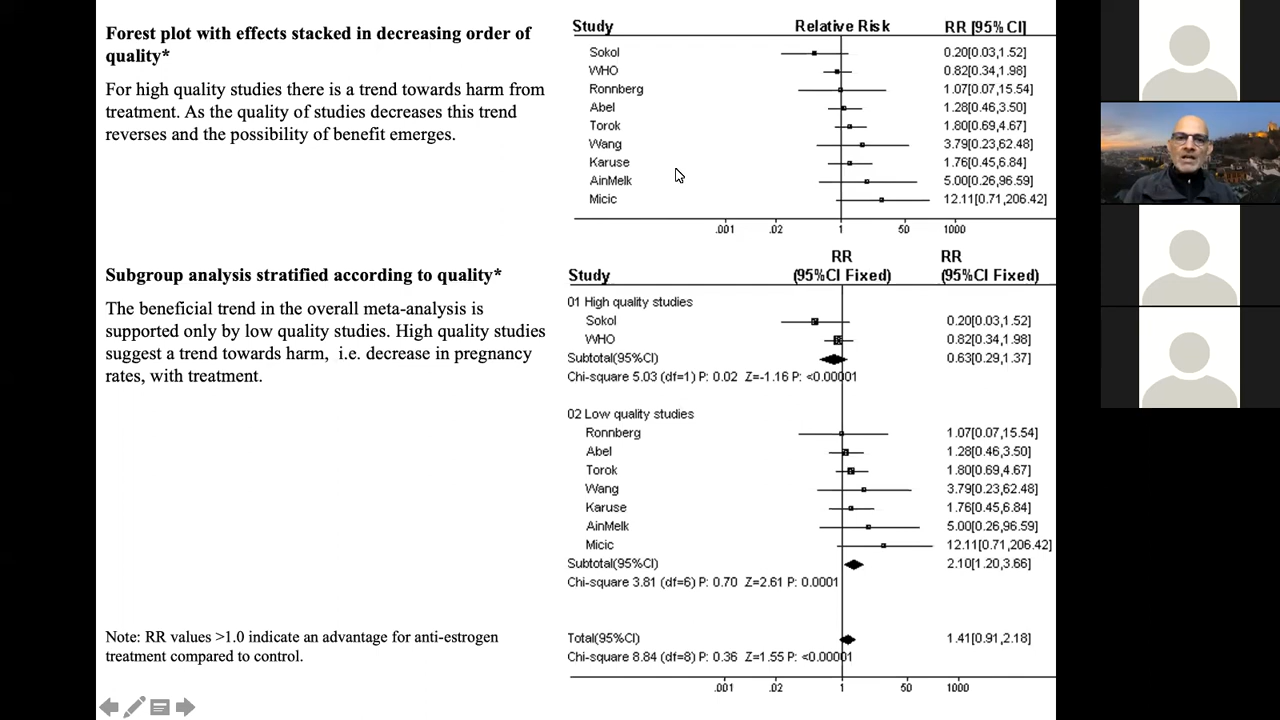 Forest plot with effects stacked in decreasing order of
quality*
For high quality studies there is a trend towards harm from
treatment. As the quality of studies decreases this trend
reverses and the possibility of benefit emerges.
Study Relative Risk RR [95% CI]
Sokol 0.20[0.03,1.52]
WHO 0.82[0.34,1.98]
Ronnberg 1.07[0.07,15.54]
Abel 1.28[0.46,3.50]
Torok 1.80[0.69,4.67]
Wang 3.79[0.23,62.48]
Karuse 1.76[0.45,6.84]
AinMelk 5.00[0.26,96.59]
Micic 12.11[0.71,206.42]
.001 .02 1 50 1000
Subgroup analysis stratified according to quality*
The beneficial trend in the overall meta-analysis is
supported only by low quality studies. High quality studies
suggest a trend towards harm, i.e. decrease in pregnancy
rates, with treatment.
RR RR
Study (95%CI Fixed) (95%CI Fixed)
01 High quality studies
Sokol 0.20[0.03,1.52]
WHO 0.82[0.34,1.98]
Subtotal(95%CI) 0.63[0.29,1.37]
Chi-square 5.03 (df=1) P: 0.02 Z=-1.16 P: <0.00001
02 Low quality studies
Ronnberg 1.07[0.07,15.54]
Abel 1.28[0.46,3.50]
Torok 1.80[0.69,4.67]
Wang 3.79[0.23,62.48]
Karuse 1.76[0.45,6.84]
AinMelk 5.00[0.26,96.59]
Micic 12.11[0.71,206.42]
Subtotal(95%CI) 2.10[1.20,3.66]
Chi-square 3.81 (df=6) P: 0.70 Z=2.61 P: 0.0001
Total(95%CI) 1.41[0.91,2.18]
Chi-square 8.84 (df=8) P: 0.36 Z=1.55 P: <0.00001
.001 .02 1 50 1000
Note: RR values >1.0 indicate an advantage for anti-estrogen
treatment compared to control.